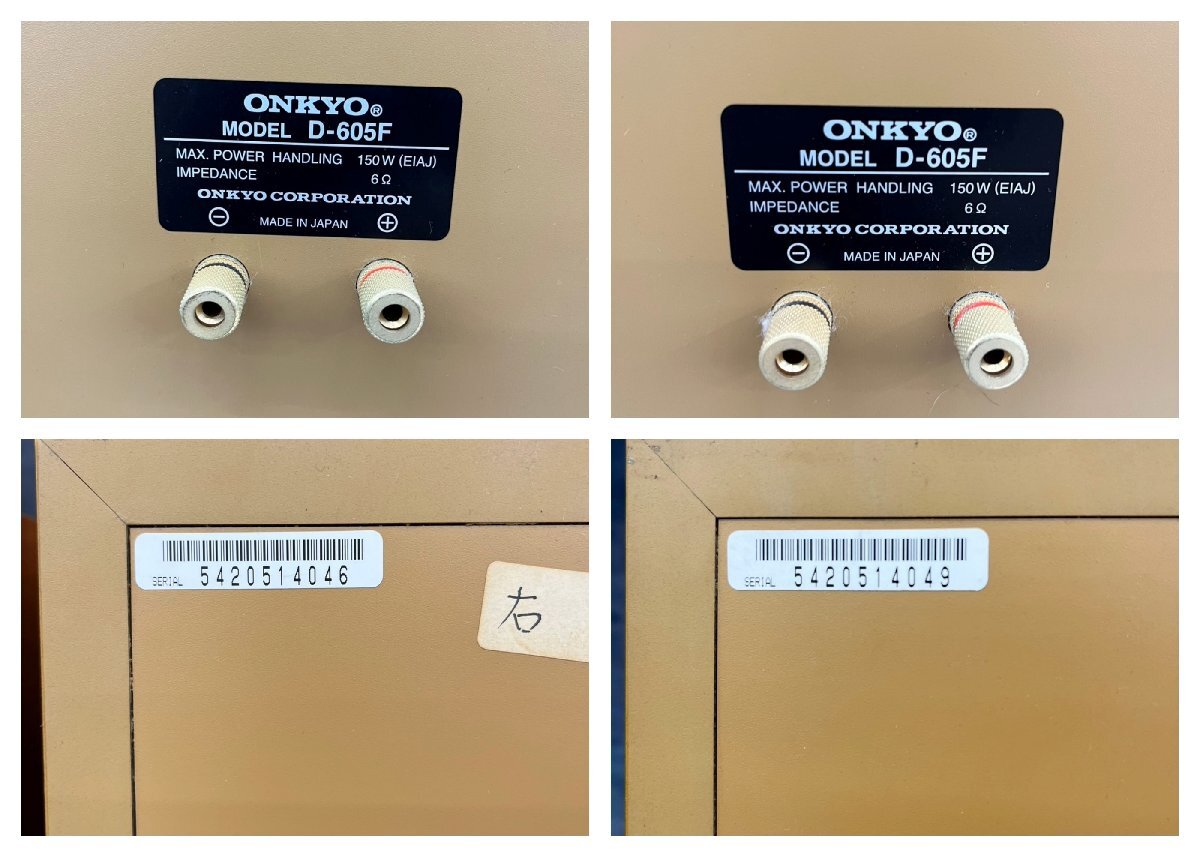 ONKYO®
MODEL D-605F
MAX. POWER HANDLING 150 W (EIAJ)
IMPEDANCE 6 Ω
ONKYO CORPORATION
⊖ MADE IN JAPAN ⊕
ONKYO®
MODEL D-605F
MAX. POWER HANDLING 150 W (EIAJ)
IMPEDANCE 6 Ω
ONKYO CORPORATION
⊖ MADE IN JAPAN ⊕
SERIAL 5420514046
右
SERIAL 5420514049